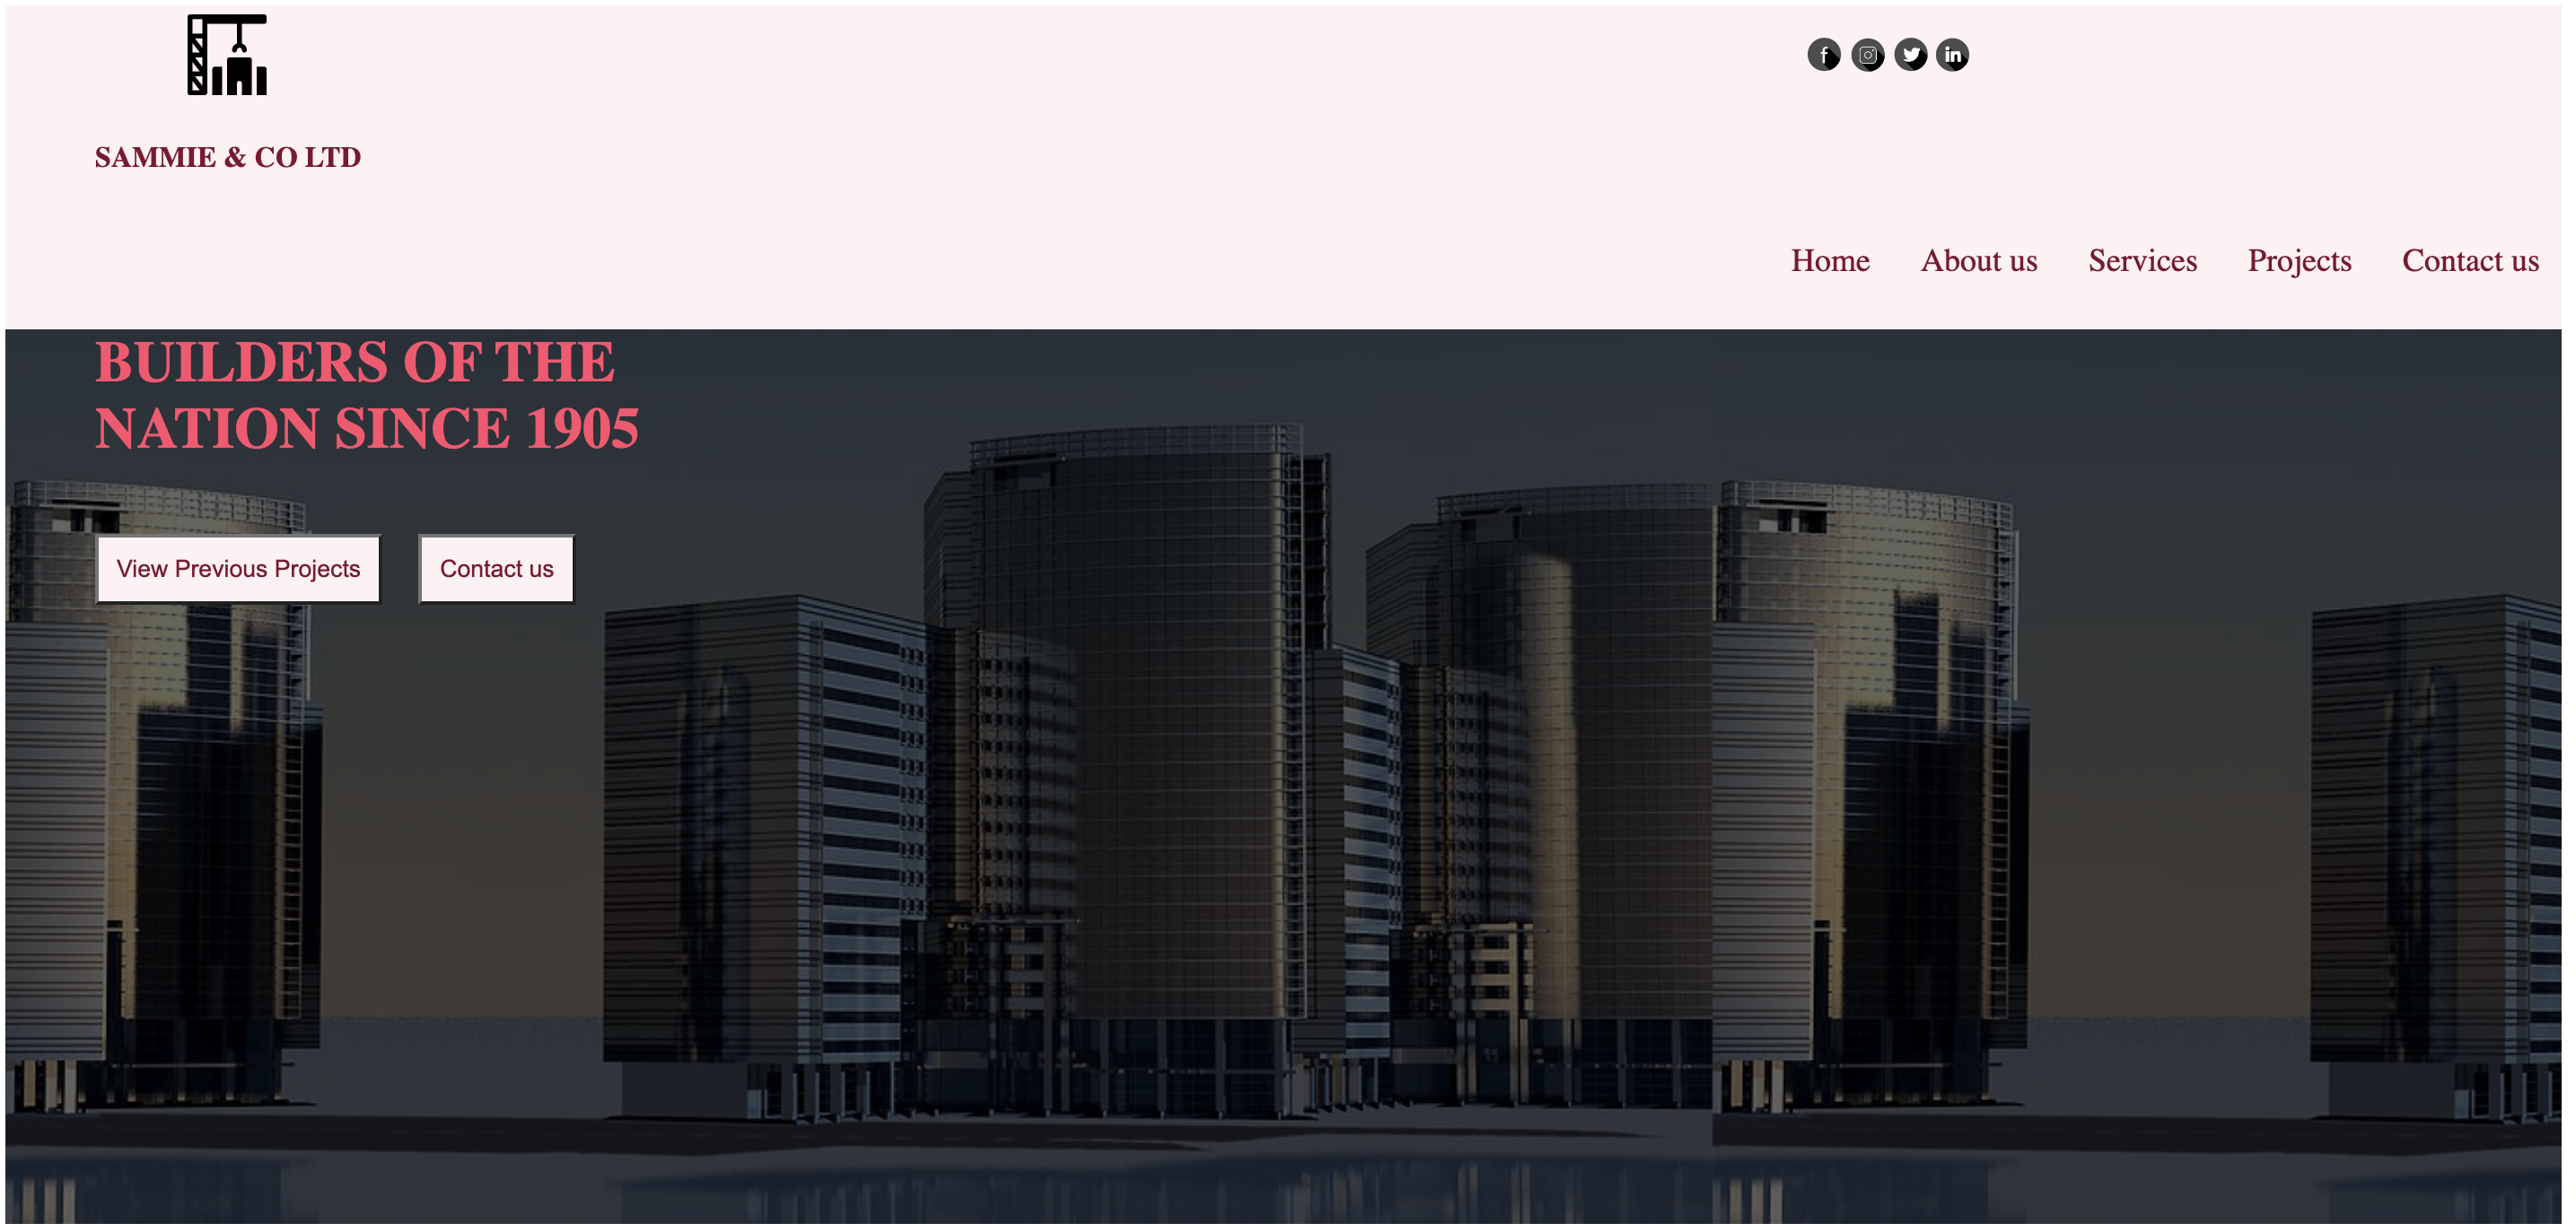 SAMMIE & CO LTD
Home About us Services Projects Contact us
BUILDERS OF THE
NATION SINCE 1905
View Previous Projects Contact us